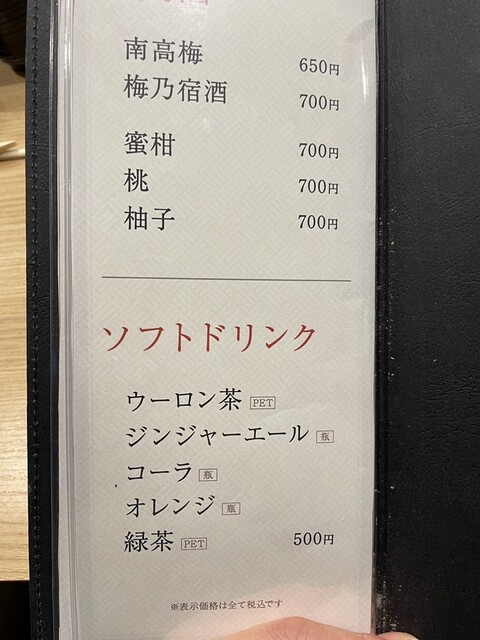 南高梅 650円
梅乃宿酒 700円
蜜柑 700円
桃 700円
柚子 700円
ソフトドリンク
ウーロン茶 PET
ジンジャーエール 瓶
コーラ 瓶
オレンジ 瓶
緑茶 PET 500円
※表示価格は全て税込です